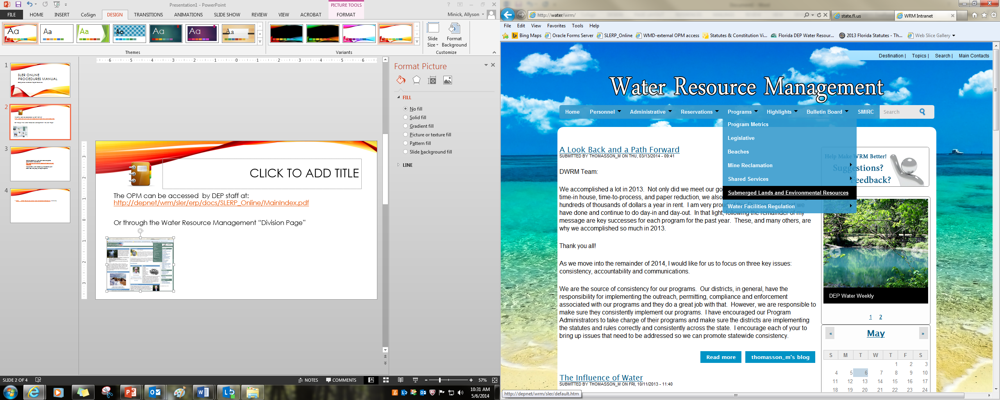 Presentation1 - PowerPoint
PICTURE TOOLS
FILE
HOME
INSERT
CoSign
DESIGN
TRANSITIONS
ANIMATIONS
SLIDE SHOW
REVIEW
VIEW
ACROBAT
FORMAT
Minick, Allyson
Aa
Aa
Aa
Aa
Aa
Aa
Aa
Slide Size
Format Background
Themes
Variants
Customize
1
SLER ONLINE
PROCEDURES MANUAL
2
3
4
6 5 4 3 2 1 0 1 2 3 4 5 6
3 2 1 0 1 2 3
CLICK TO ADD TITLE
The OPM can be accessed  by DEP staff at:
http://depnet/wrm/sler/erp/docs/SLERP_Online/MainIndex.pdf
Or through the Water Resource Management “Division Page”
Format Picture
FILL
No fill
Solid fill
Gradient fill
Picture or texture fill
Pattern fill
Slide background fill
LINE
SLIDE 2 OF 4
NOTES
COMMENTS
57%
10:31 AM
5/6/2014
http://water/wrm/
state.fl.us
WRM Intranet
File Edit View Favorites Tools Help
Bing Maps
Oracle Forms Server
SLERP_Online
WMD-external OPM access
Statutes & Constitution Vi...
Florida DEP Water Resour...
2013 Florida Statutes - Th...
Web Slice Gallery
Destination | Topics | Search | Main Contacts
Water Resource Management
Home Personnel Administrative Reservations Programs Highlights Bulletin Board SMIRC Search
Program Metrics
Legislative
Beaches
Mine Reclamation
Shared Services
Submerged Lands and Environmental Resources
Water Facilities Regulation
A Look Back and a Path Forward
SUBMITTED BY THOMASSON_M ON THU, 03/13/2014 - 09:41
DWRM Team:
We accomplished a lot in 2013.  Not only did we meet our go
time-in house, time-to-process, and paper reduction, we also
hundreds of thousands of dollars a year in rent.  I am very prou
have done and continue to do day-in and day-out.  In that light, following the remainder of my
message are key successes for each program for the past year.  These, and many others, are
why we accomplished so much in 2013.
Thank you all!
As we move into the remainder of 2014, I would like for us to focus on three key issues:
consistency, accountability and communications.
We are the source of consistency for our programs.  Our districts, in general, have the
responsibility for implementing the outreach, permitting, compliance and enforcement
associated with our programs and they do a great job with that.  However, we are responsible to
make sure they consistently implement our programs.  I have encouraged our Program
Administrators to take charge of their programs and make sure the districts are implementing
the statutes and rules correctly and consistently across the state.  I encourage each of your to
bring up issues that need to be addressed so we can promote statewide consistency.
Read more
thomasson_m's blog
The Influence of Water
SUBMITTED BY THOMASSON_M ON FRI, 10/11/2013 - 11:40
http://depnet/wrm/sler/default.htm
Help Make WRM Better!
Suggestions?
Feedback?
DEP Water Weekly
1 2
« May »
S M T W T F S
1 2 3
4 5 6 7 8 9 10
11 12 13 14 15 16 17
18 19 20 21 22 23 24